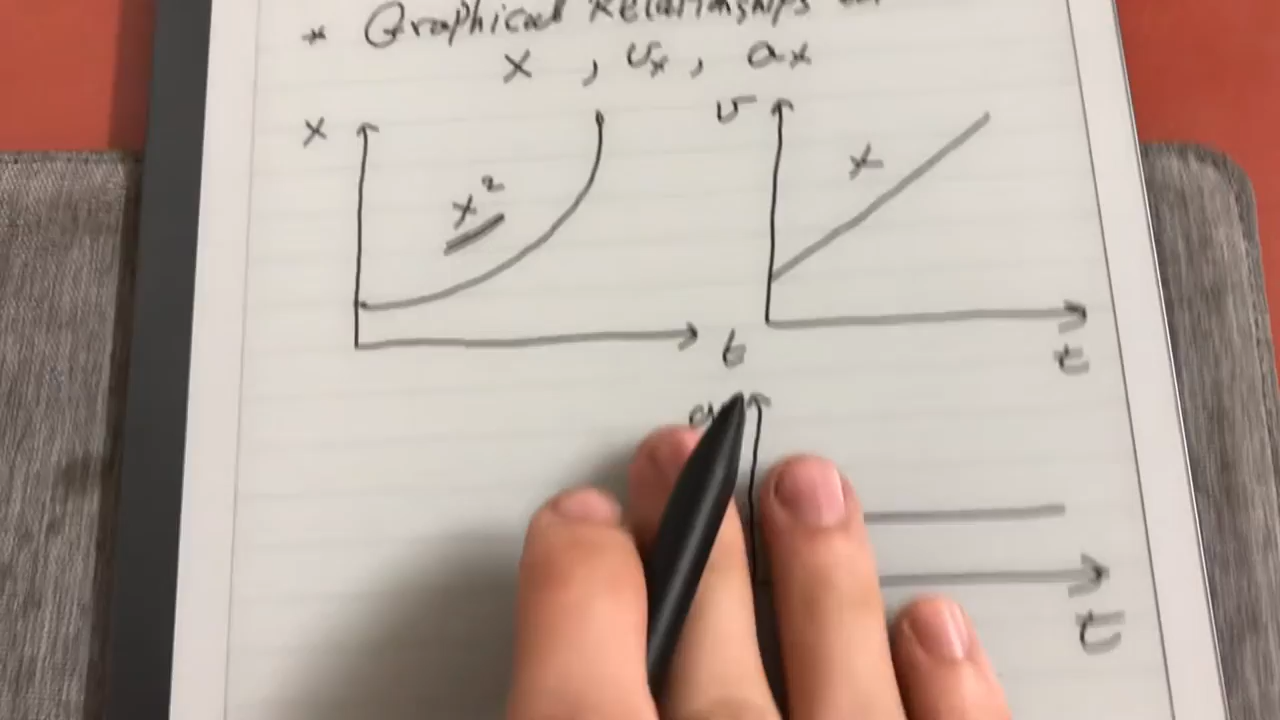 * Graphical Relationships
x , vx , ax
x
x²
t
v
x
t
a
t